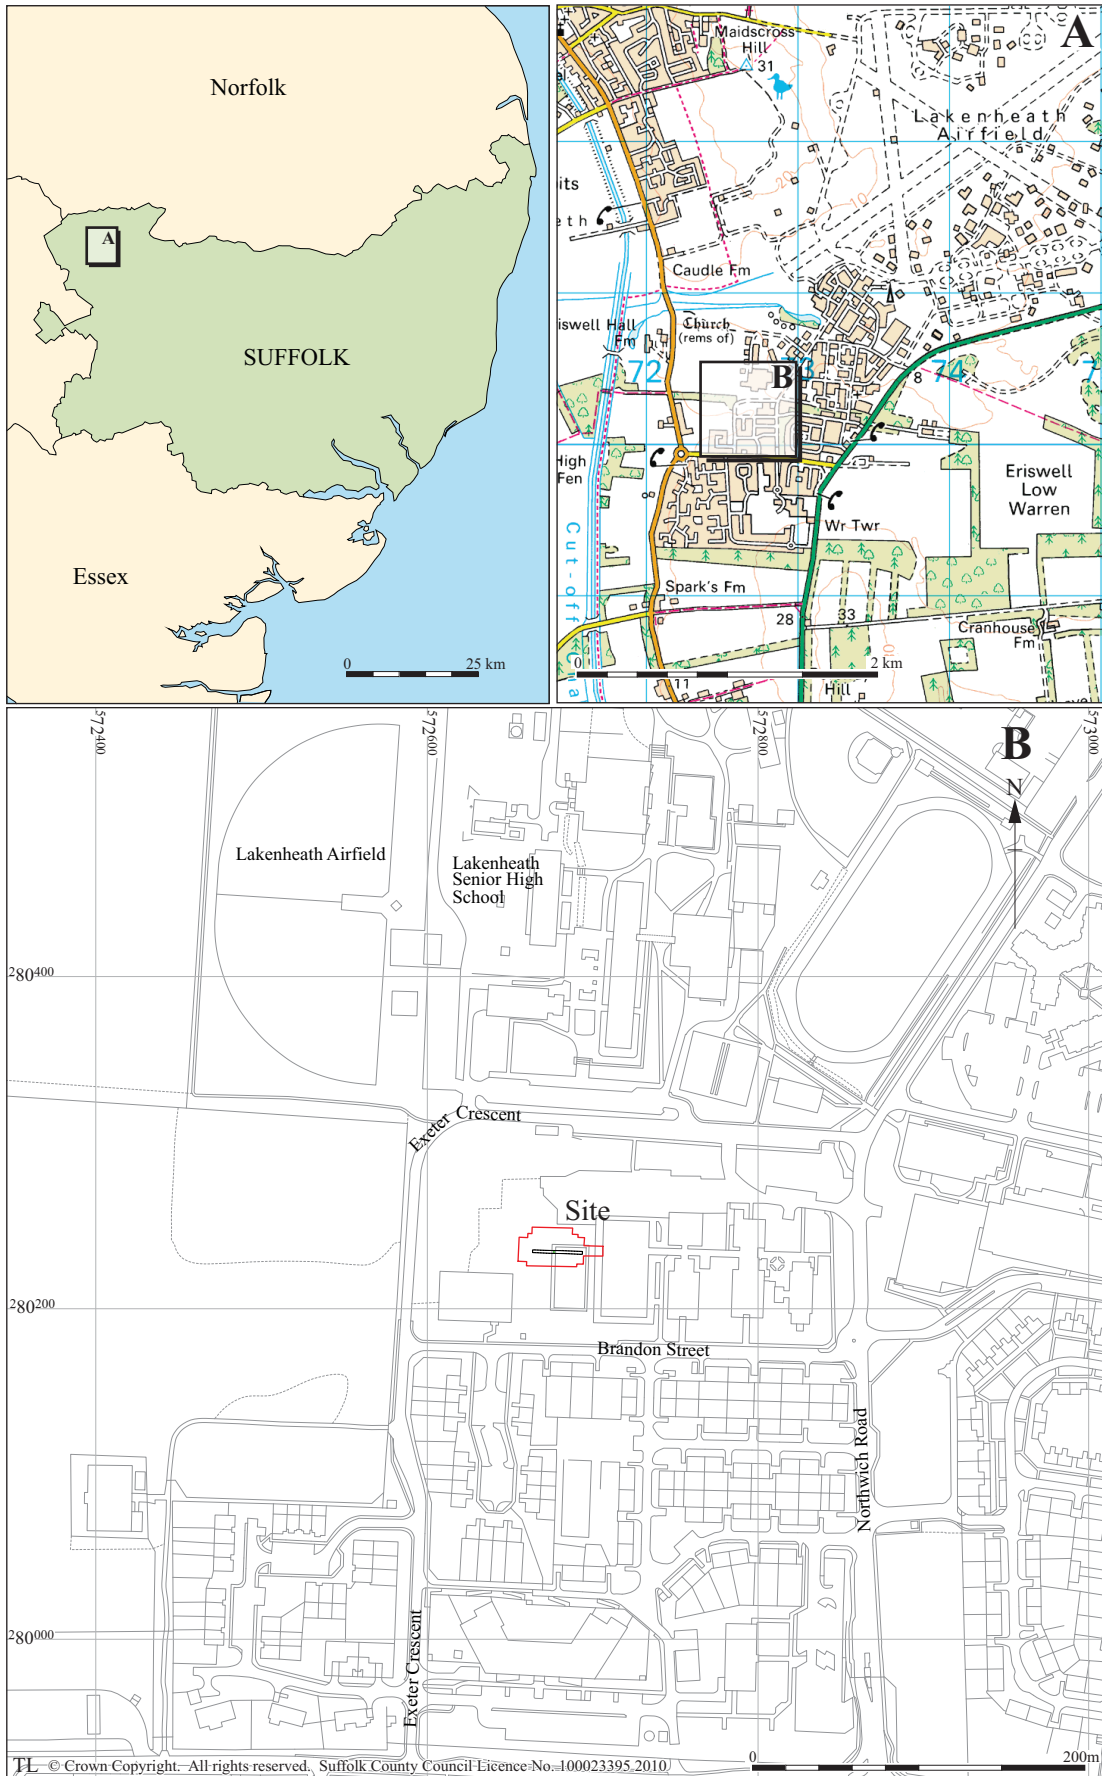 Norfolk
A
SUFFOLK
Essex
0 25 km
A
Maidscross
Hill
31
Lakenheath
Airfield
its
eth
20
10
Caudle Fm
iswell Hall
Fm
Church
(rems of)
72
73
74
7
B
8
High
Fen
Eriswell
Low
Warren
Wr Twr
Cut-off
Spark's Fm
28
33
Cranhouse
Fm
10
0 2 km
11
Hill
572400
572600
572800
573000
B
N
Lakenheath Airfield
Lakenheath
Senior High
School
280400
Exeter Crescent
Site
280200
Brandon Street
Northwich Road
280000
Exeter Crescent
0 200m
TL © Crown Copyright. All rights reserved. Suffolk County Council Licence No. 100023395 2010